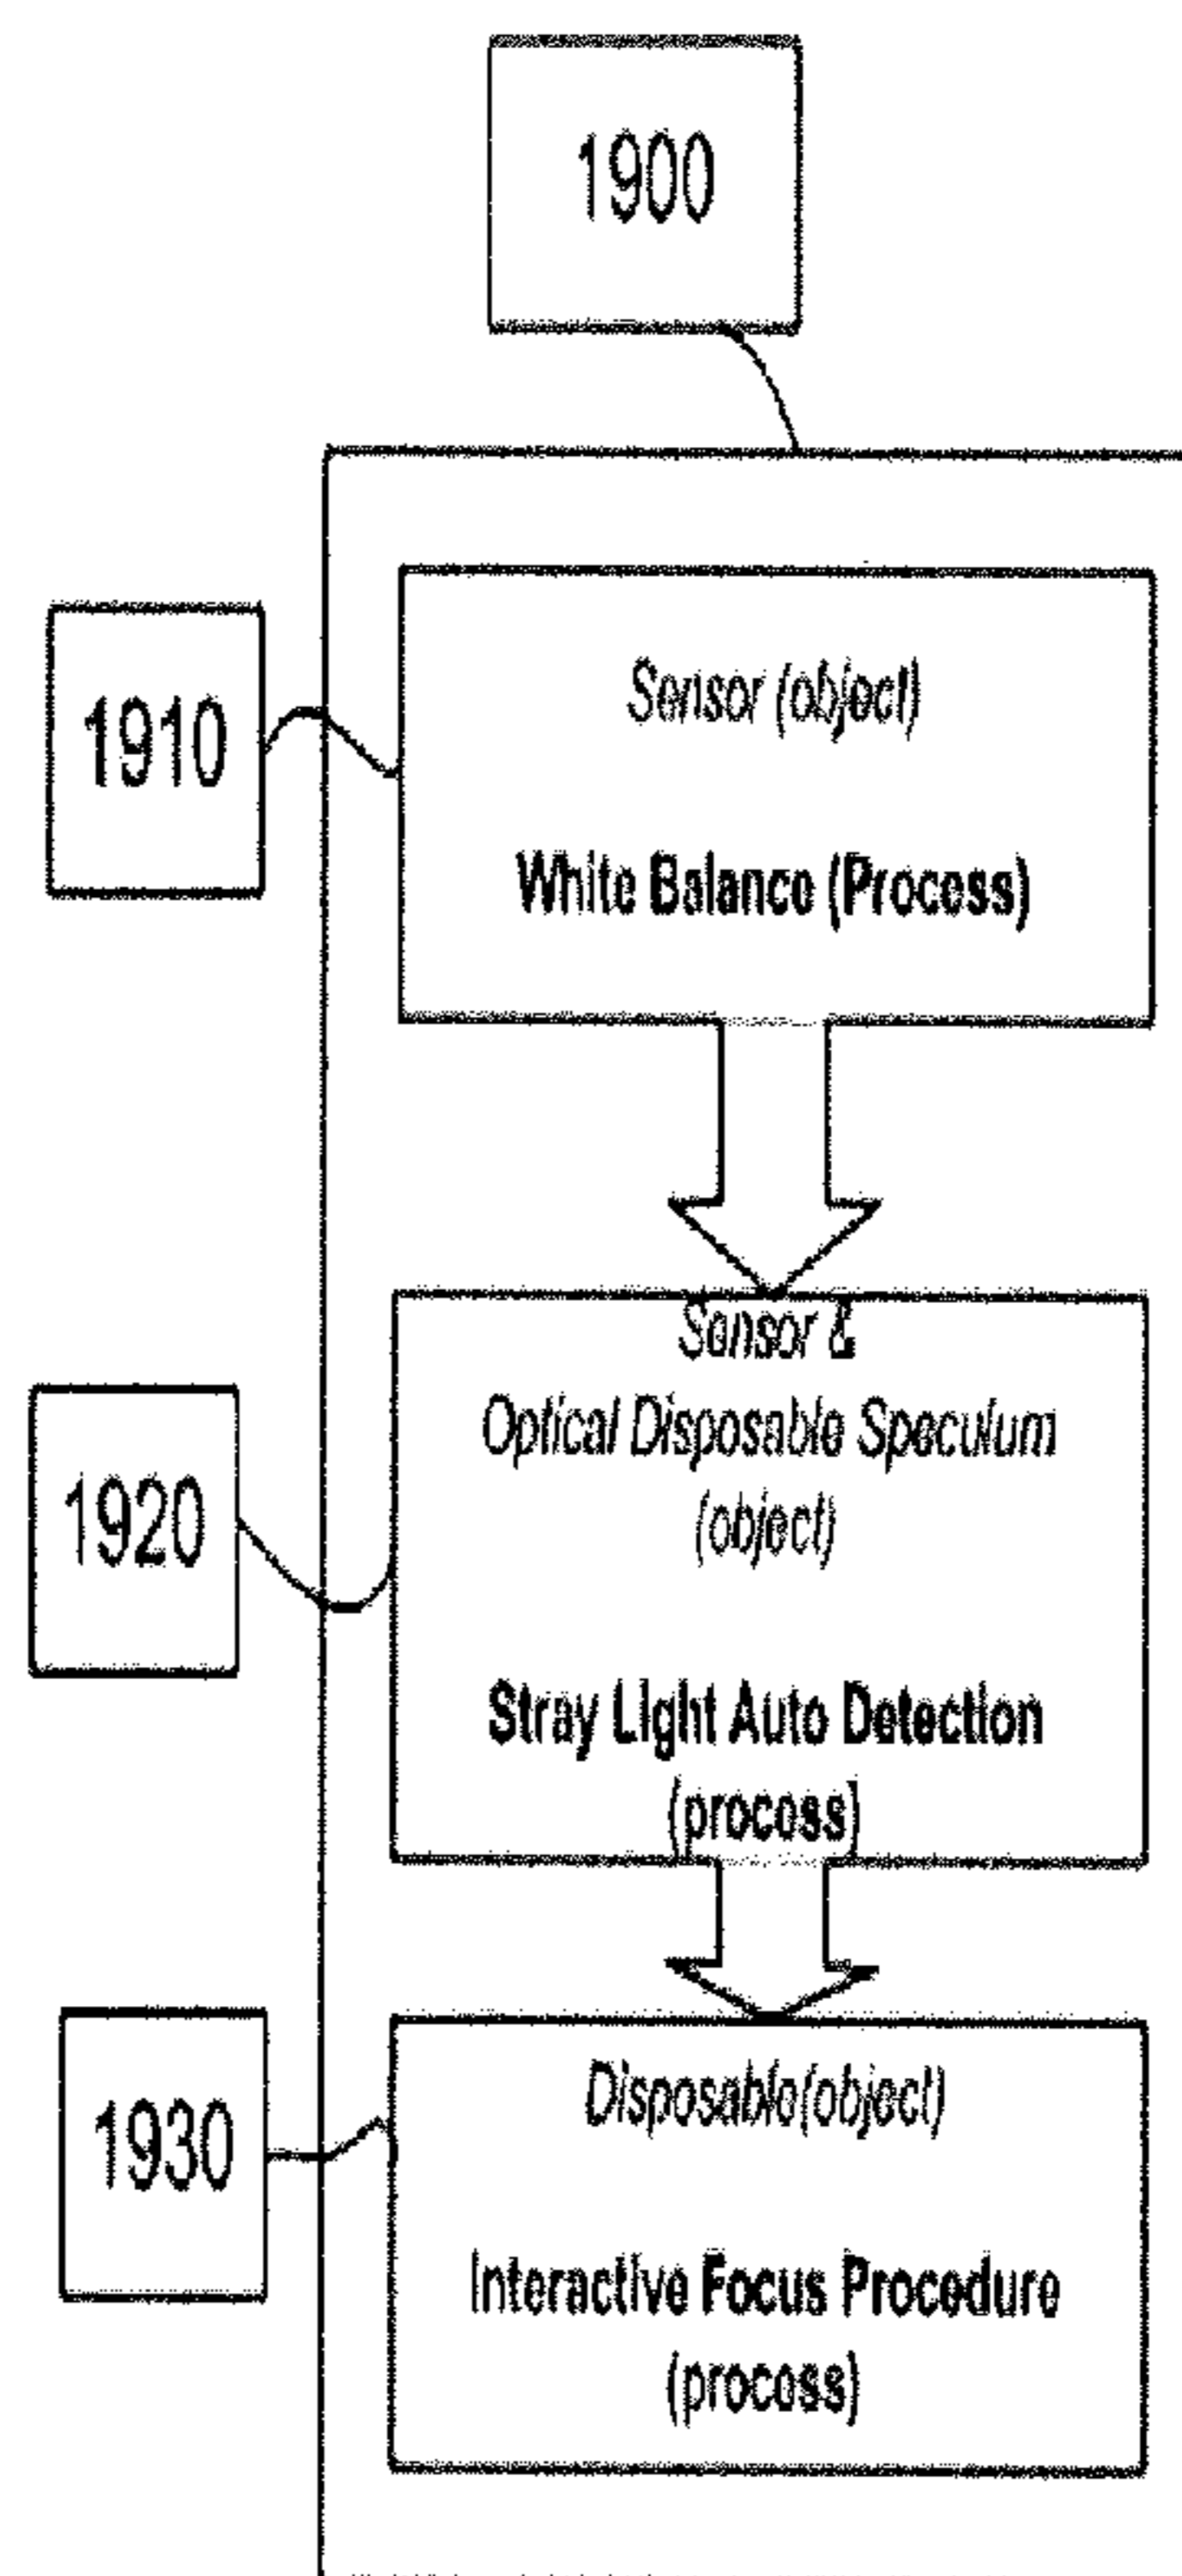 1900
1910
Sensor (object)
White Balance (Process)
1920
Sensor &
Optical Disposable Speculum
(object)
Stray Light Auto Detection
(process)
1930
Disposable(object)
Interactive Focus Procedure
(process)